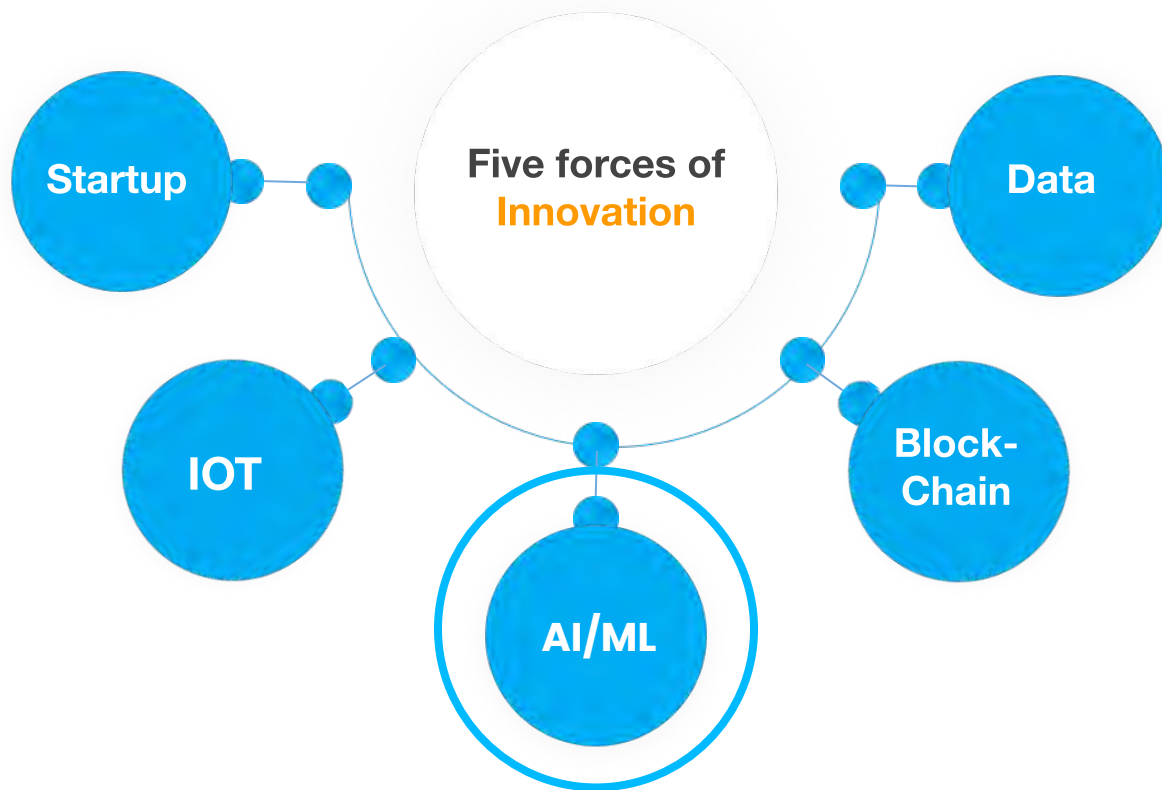 Five forces of
Innovation
Startup
Data
IOT
Block-
Chain
AI/ML